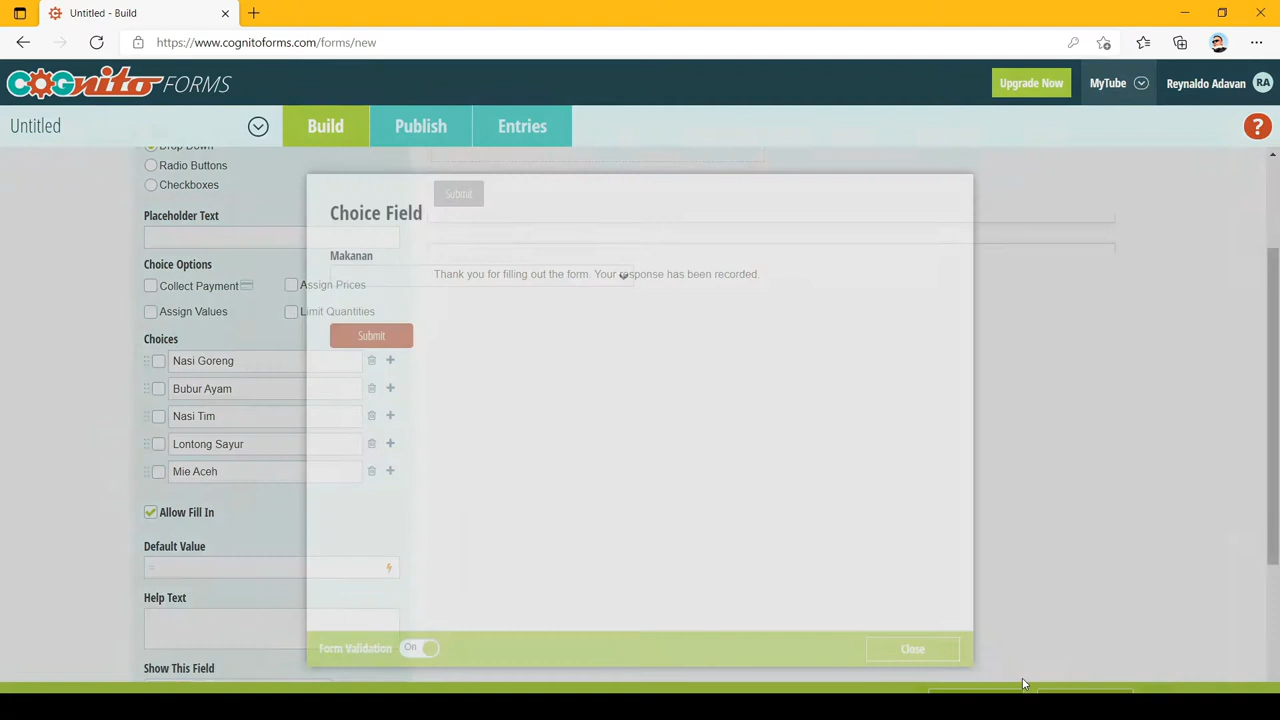 Untitled - Build
https://www.cognitoforms.com/forms/new
COGnito FORMS
Upgrade Now
MyTube
Reynaldo Adavan
RA
Untitled
Build
Publish
Entries
?
Drop Down
Radio Buttons
Checkboxes
Placeholder Text
Choice Options
Collect Payment
Assign Prices
Assign Values
Limit Quantities
Choices
Nasi Goreng
Bubur Ayam
Nasi Tim
Lontong Sayur
Mie Aceh
Allow Fill In
Default Value
=
Help Text
Show This Field
Submit
Thank you for filling out the form. Your response has been recorded.
Choice Field
Makanan
Submit
Form Validation
On
Close